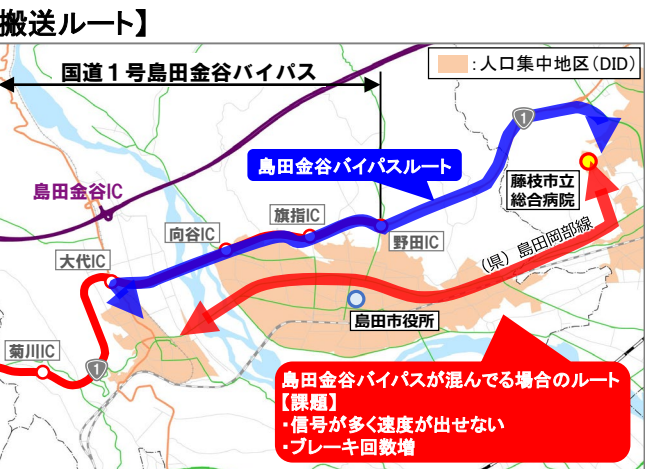 搬送ルート】
:人口集中地区(DID)
国道１号島田金谷バイパス
1
島田金谷バイパスルート
島田金谷IC
藤枝市立
総合病院
旗指IC
向谷IC
野田IC
(県)島田岡部線
大代IC
島田市役所
菊川IC
1
島田金谷バイパスが混んでる場合のルート
【課題】
・信号が多く速度が出せない
・ブレーキ回数増